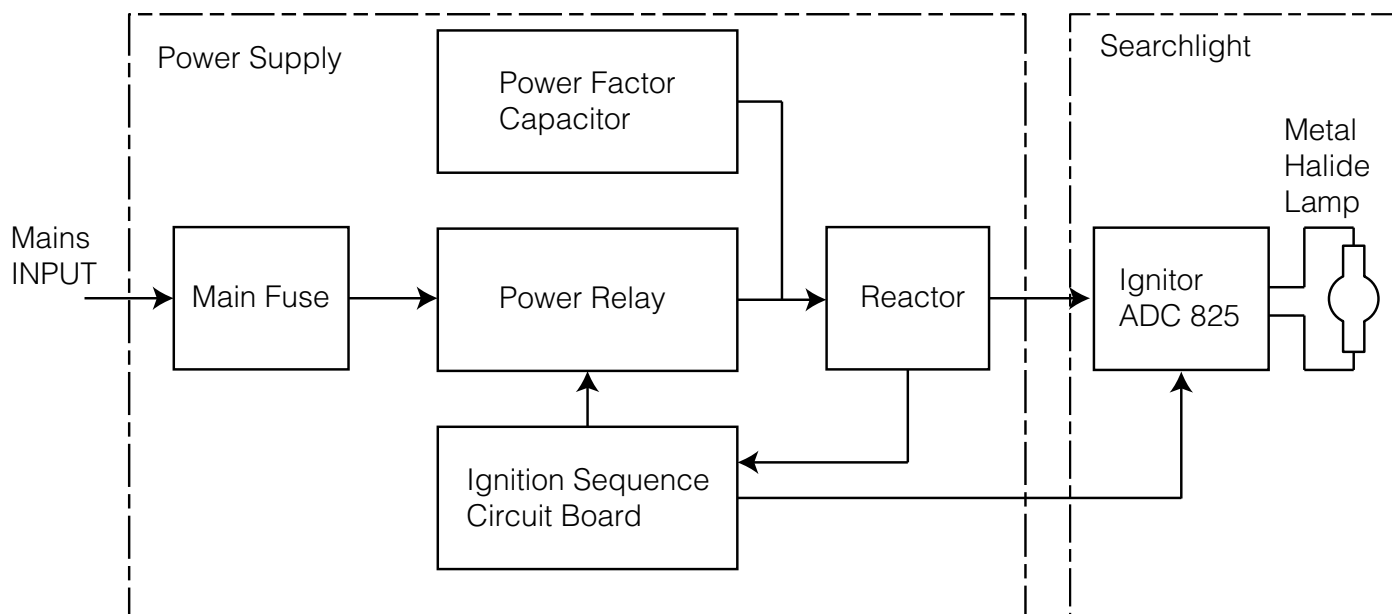 Power Supply
Searchlight
Power Factor
Capacitor
Metal
Halide
Lamp
Mains
INPUT
Main Fuse
Power Relay
Reactor
Ignitor
ADC 825
Ignition Sequence
Circuit Board